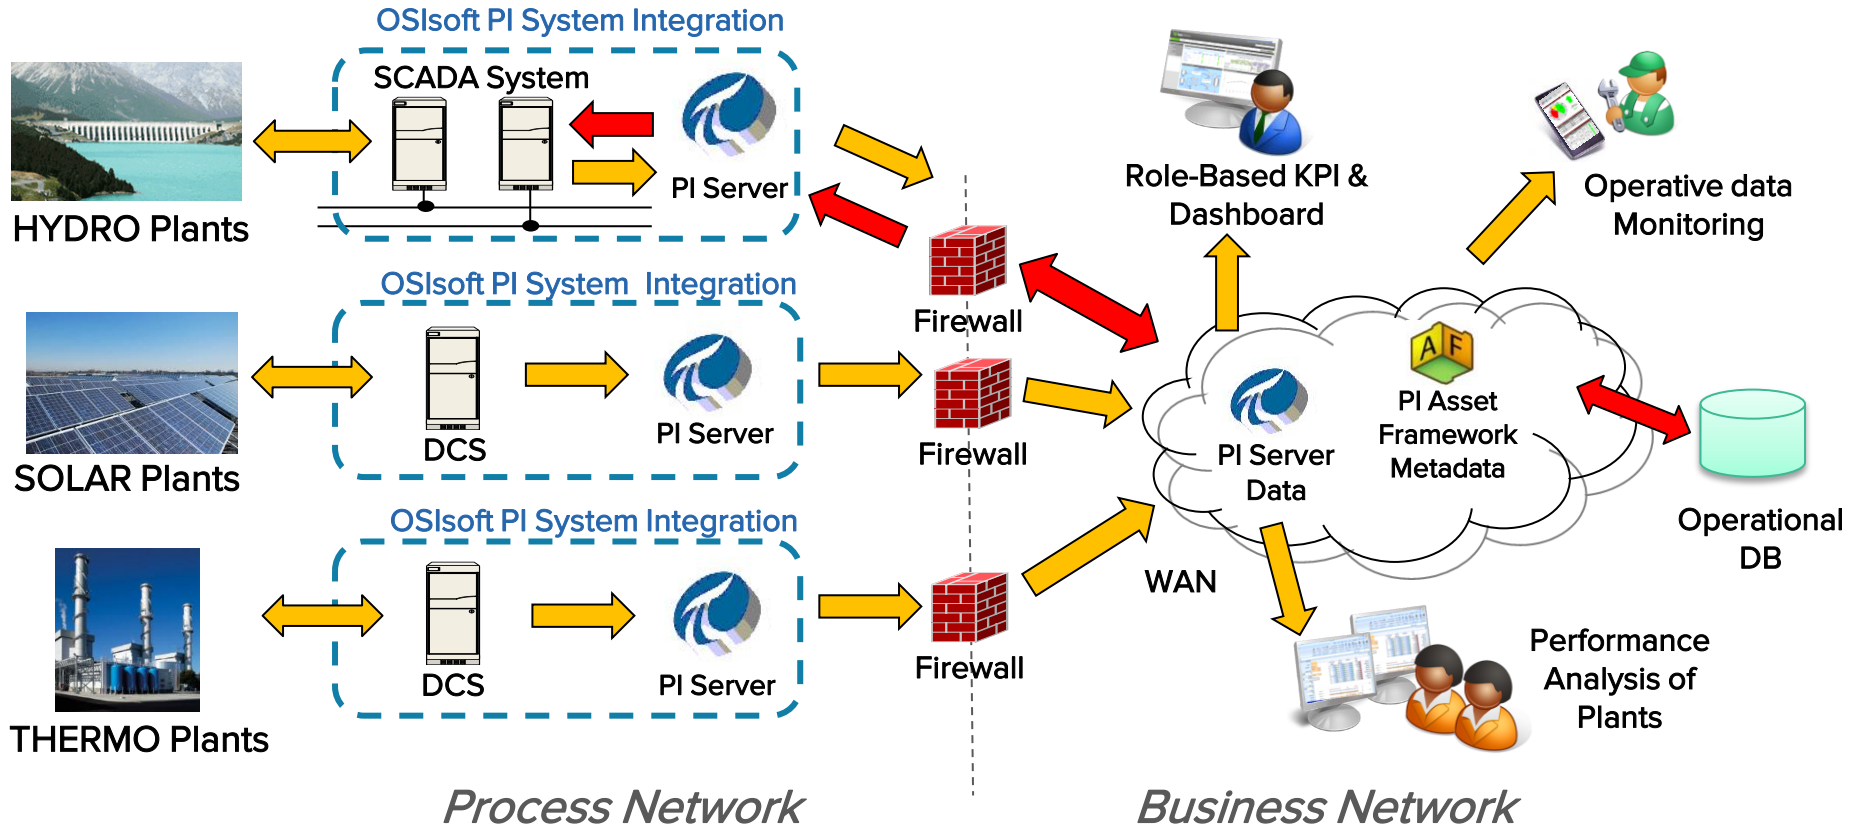 OSIsoft PI System Integration
SCADA System
PI Server
HYDRO Plants
OSIsoft PI System Integration
DCS
PI Server
SOLAR Plants
OSIsoft PI System Integration
DCS
PI Server
THERMO Plants
Process Network
Firewall
Firewall
Firewall
Role-Based KPI &
Dashboard
Operative data
Monitoring
A F
PI Asset
Framework
Metadata
PI Server
Data
WAN
Operational
DB
Performance
Analysis of
Plants
Business Network